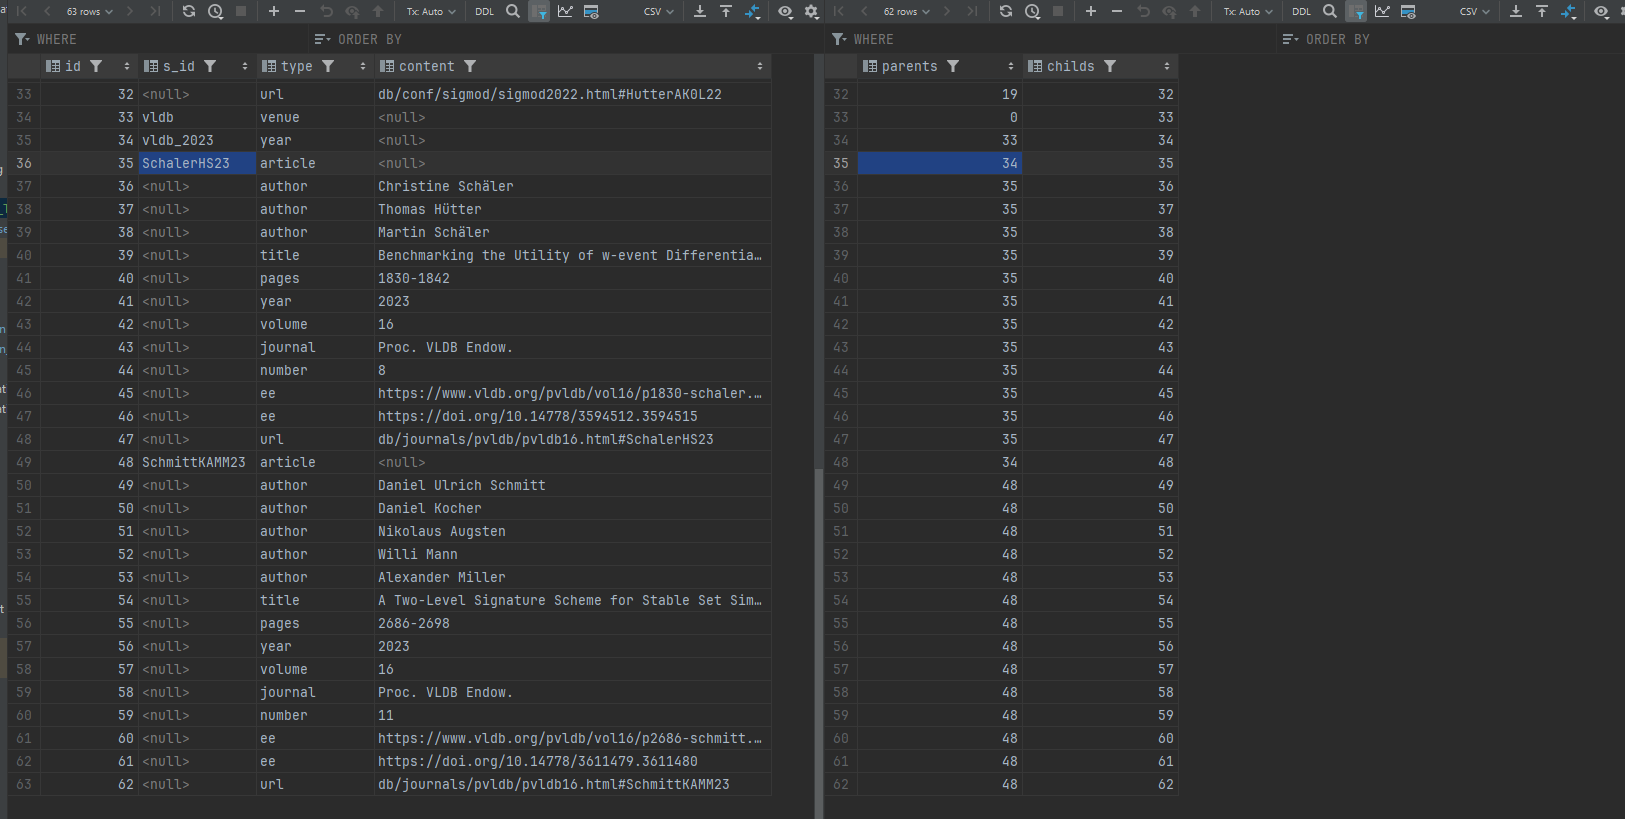 63 rows Tx: Auto DDL CSV 62 rows Tx: Auto DDL CSV
WHERE ORDER BY WHERE ORDER BY
id s_id type content parents childs
33 32 <null> url db/conf/sigmod/sigmod2022.html#HutterAK0L22 32 19 32
34 33 vldb venue <null> 33 0 33
35 34 vldb_2023 year <null> 34 33 34
36 35 SchalerHS23 article <null> 35 34 35
37 36 <null> author Christine Schäler 36 35 36
38 37 <null> author Thomas Hütter 37 35 37
39 38 <null> author Martin Schäler 38 35 38
40 39 <null> title Benchmarking the Utility of w-event Differentia… 39 35 39
41 40 <null> pages 1830-1842 40 35 40
42 41 <null> year 2023 41 35 41
43 42 <null> volume 16 42 35 42
44 43 <null> journal Proc. VLDB Endow. 43 35 43
45 44 <null> number 8 44 35 44
46 45 <null> ee https://www.vldb.org/pvldb/vol16/p1830-schaler.… 45 35 45
47 46 <null> ee https://doi.org/10.14778/3594512.3594515 46 35 46
48 47 <null> url db/journals/pvldb/pvldb16.html#SchalerHS23 47 35 47
49 48 SchmittKAMM23 article <null> 48 34 48
50 49 <null> author Daniel Ulrich Schmitt 49 48 49
51 50 <null> author Daniel Kocher 50 48 50
52 51 <null> author Nikolaus Augsten 51 48 51
53 52 <null> author Willi Mann 52 48 52
54 53 <null> author Alexander Miller 53 48 53
55 54 <null> title A Two-Level Signature Scheme for Stable Set Sim… 54 48 54
56 55 <null> pages 2686-2698 55 48 55
57 56 <null> year 2023 56 48 56
58 57 <null> volume 16 57 48 57
59 58 <null> journal Proc. VLDB Endow. 58 48 58
60 59 <null> number 11 59 48 59
61 60 <null> ee https://www.vldb.org/pvldb/vol16/p2686-schmitt.… 60 48 60
62 61 <null> ee https://doi.org/10.14778/3611479.3611480 61 48 61
63 62 <null> url db/journals/pvldb/pvldb16.html#SchmittKAMM23 62 48 62